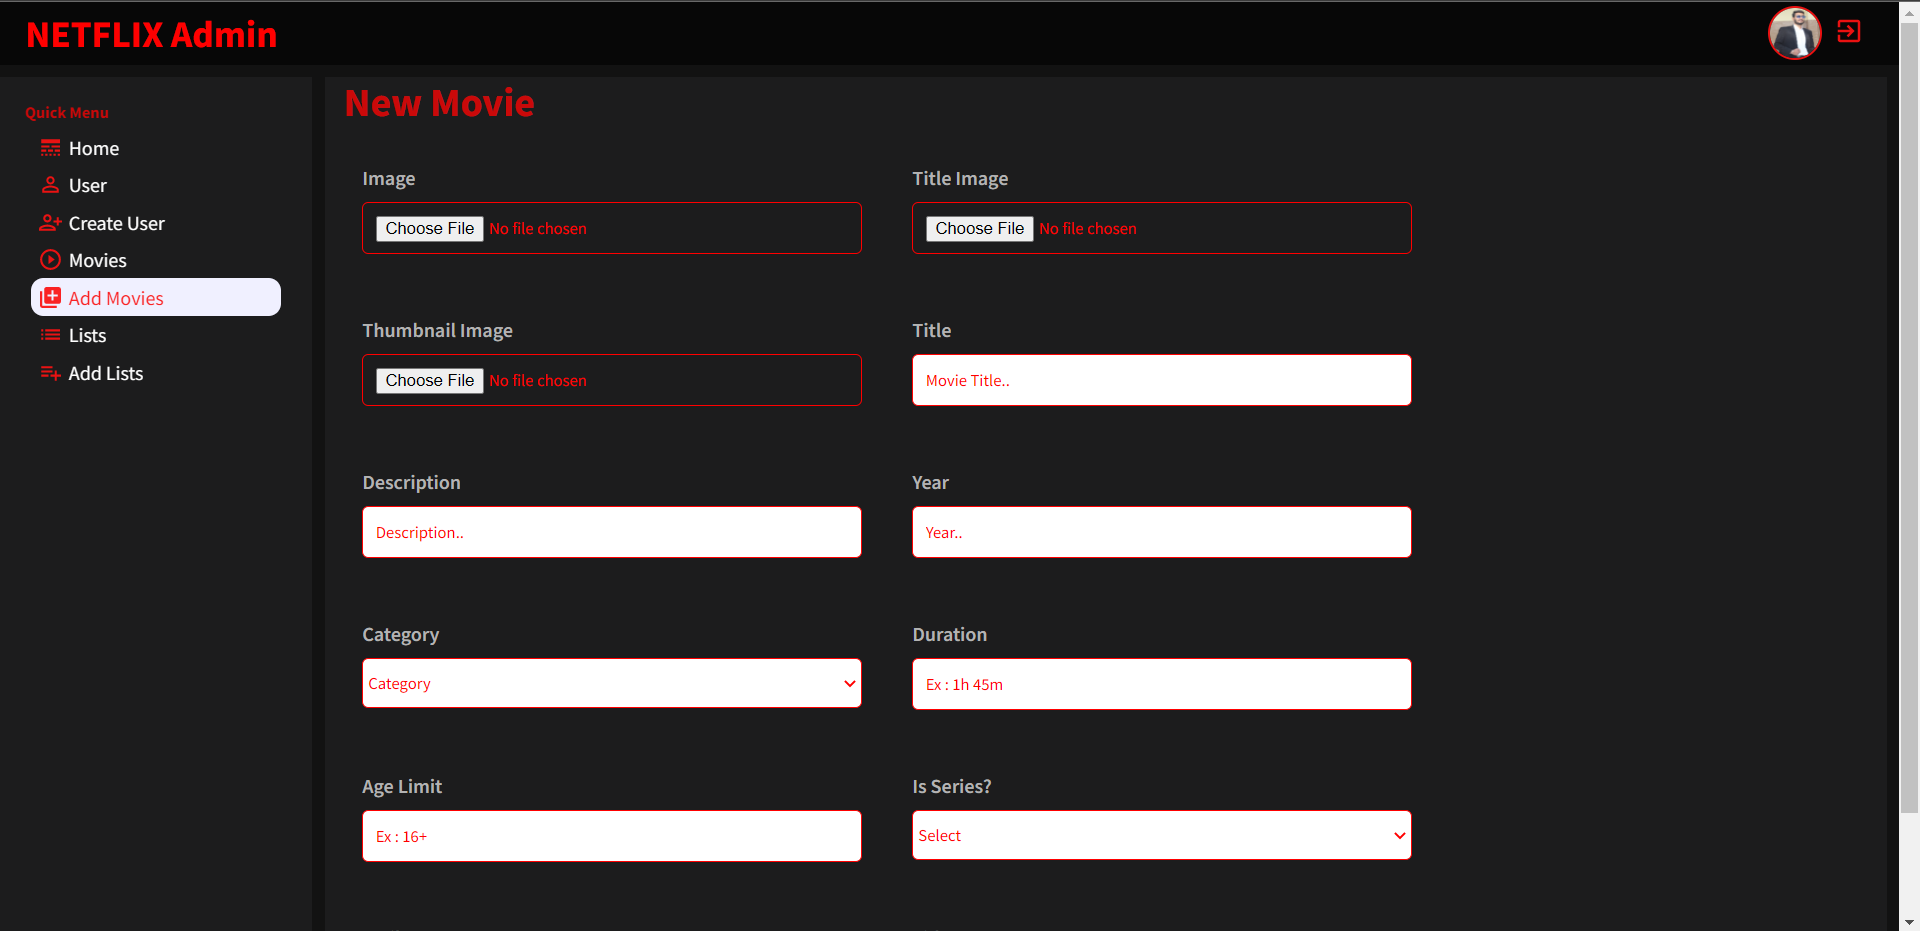 NETFLIX Admin
Quick Menu
Home
User
Create User
Movies
Add Movies
Lists
Add Lists
New Movie
Image
Choose File No file chosen
Title Image
Choose File No file chosen
Thumbnail Image
Choose File No file chosen
Title
Movie Title..
Description
Description..
Year
Year..
Category
Category
Duration
Ex : 1h 45m
Age Limit
Ex : 16+
Is Series?
Select